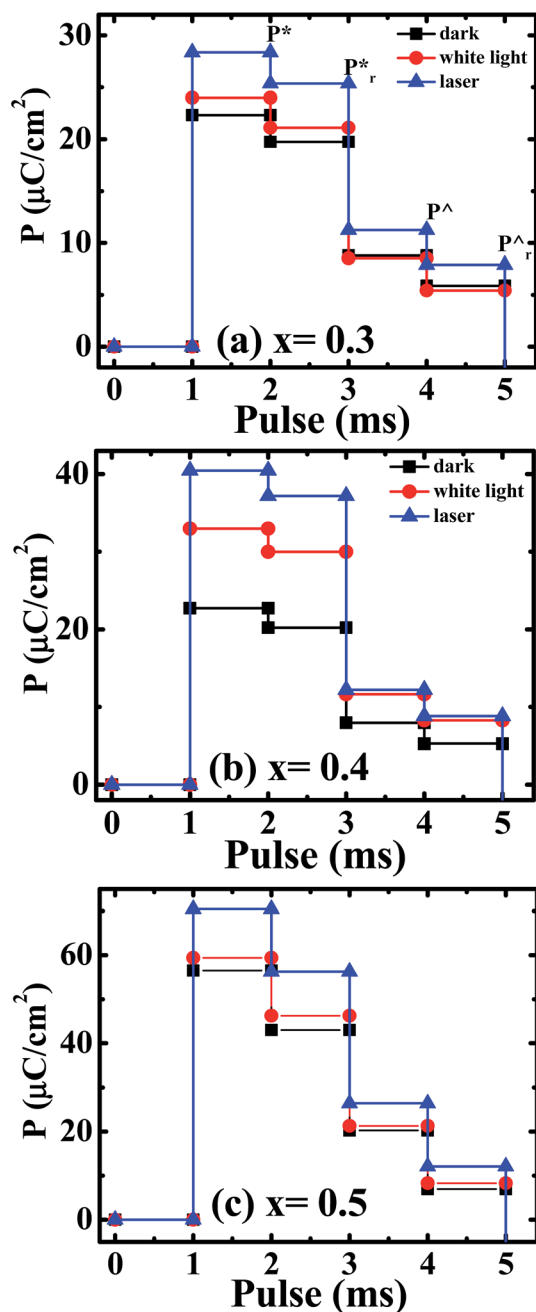 30
20
10
0
P (μC/cm²)
P*
P*r
P^
P^r
dark
white light
laser
(a) x= 0.3
0 1 2 3 4 5
Pulse (ms)
40
20
0
P (μC/cm²)
dark
white light
laser
(b) x= 0.4
0 1 2 3 4 5
Pulse (ms)
60
40
20
0
P (μC/cm²)
(c) x= 0.5
0 1 2 3 4 5
Pulse (ms)